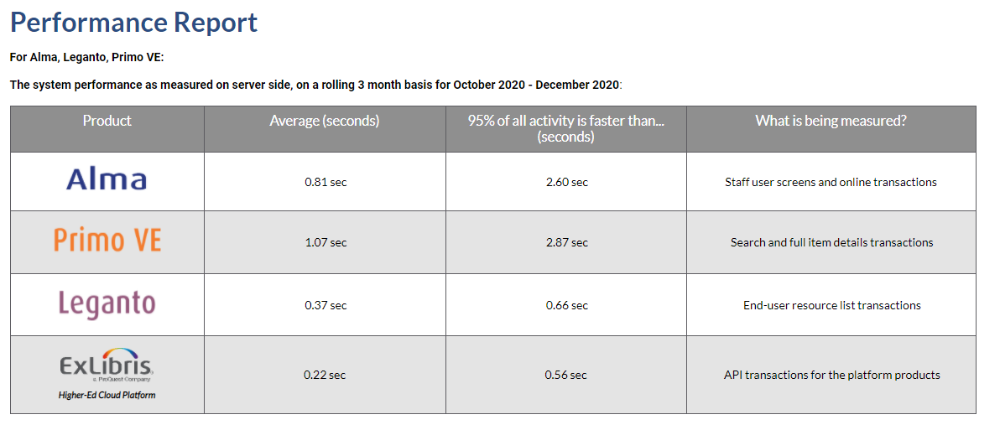 Performance Report
For Alma, Leganto, Primo VE:
The system performance as measured on server side, on a rolling 3 month basis for October 2020 - December 2020:
Product Average (seconds) 95% of all activity is faster than... What is being measured?
(seconds)
Alma 0.81 sec 2.60 sec Staff user screens and online transactions
Primo VE 1.07 sec 2.87 sec Search and full item details transactions
Leganto 0.37 sec 0.66 sec End-user resource list transactions
ExLibris 0.22 sec 0.56 sec API transactions for the platform products
a ProQuest Company
Higher-Ed Cloud Platform